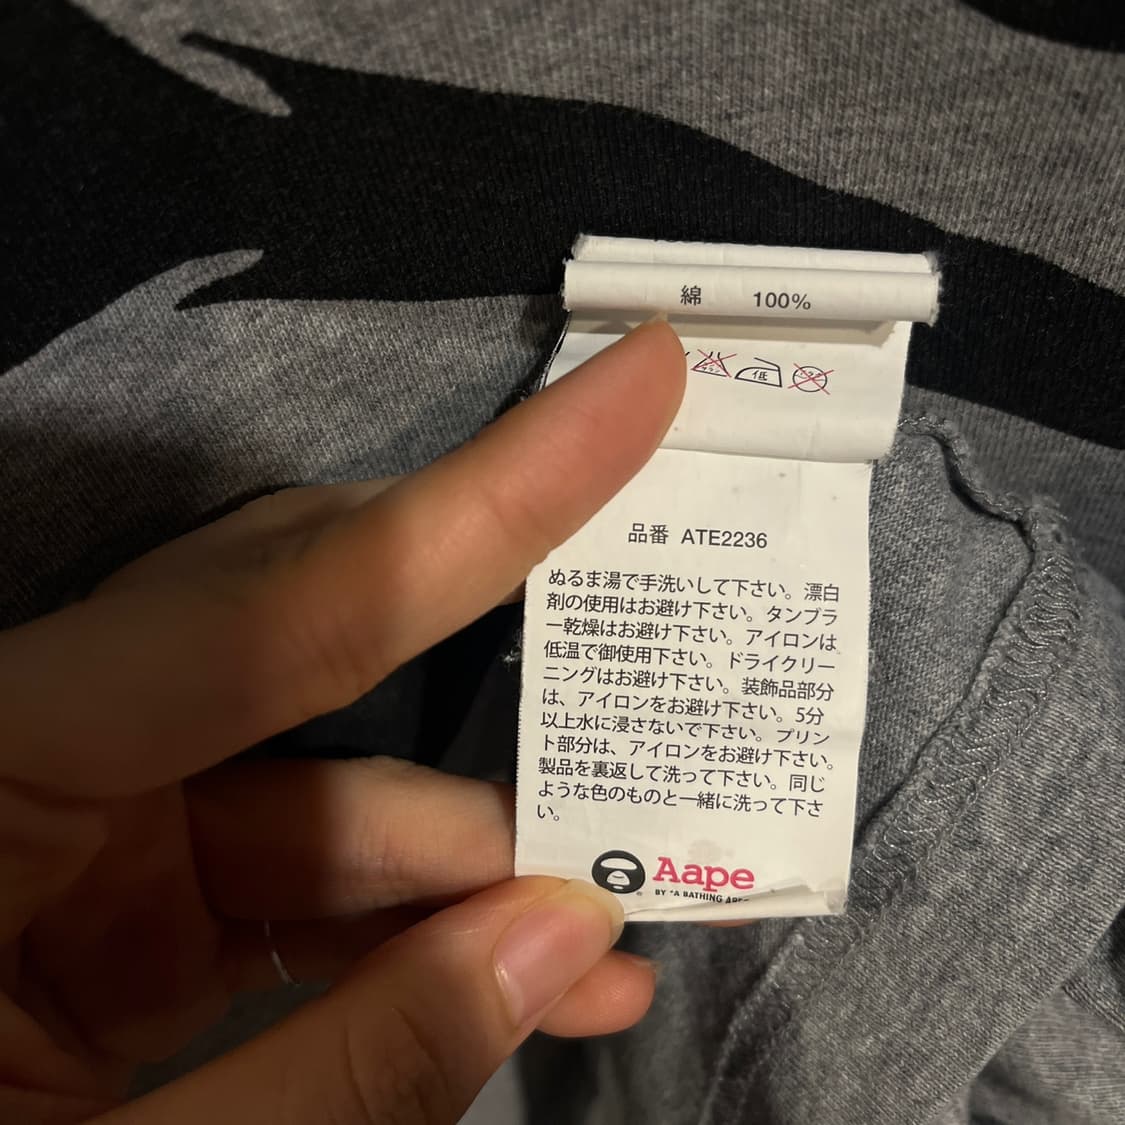 綿 100%
低
品番 ATE2236
ぬるま湯で手洗いして下さい。漂白
剤の使用はお避け下さい。タンブラ
ー乾燥はお避け下さい。アイロンは
低温で御使用下さい。ドライクリー
ニングはお避け下さい。装飾品部分
は、アイロンをお避け下さい。5分
以上水に浸さないで下さい。プリン
ト部分は、アイロンをお避け下さい。
製品を裏返して洗って下さい。同じ
ような色のものと一緒に洗って下さ
い。
Aape
BY *A BATHING APE